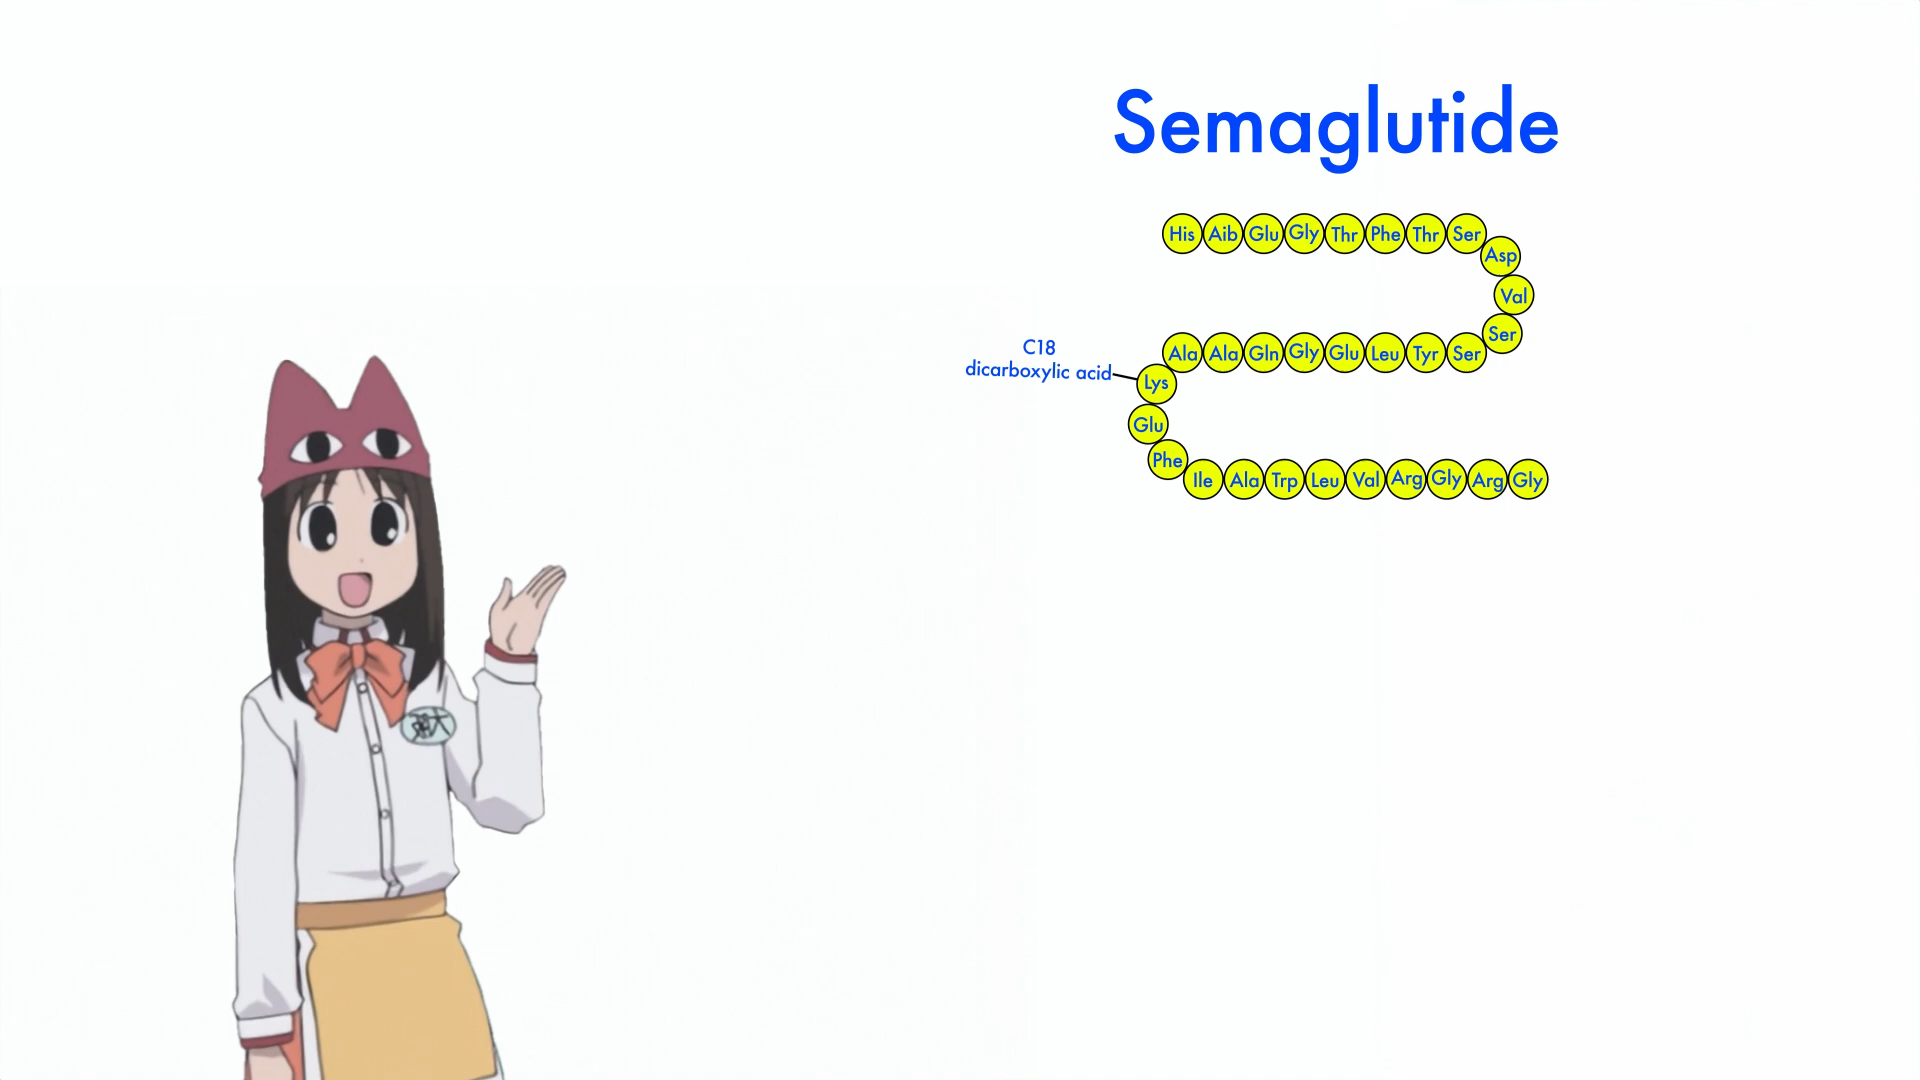 Semaglutide
His Aib Glu Gly Thr Phe Thr Ser
Asp
Val
Ser
Ala Ala Gln Gly Glu Leu Tyr Ser
C18
dicarboxylic acid
Lys
Glu
Phe
Ile Ala Trp Leu Val Arg Gly Arg Gly